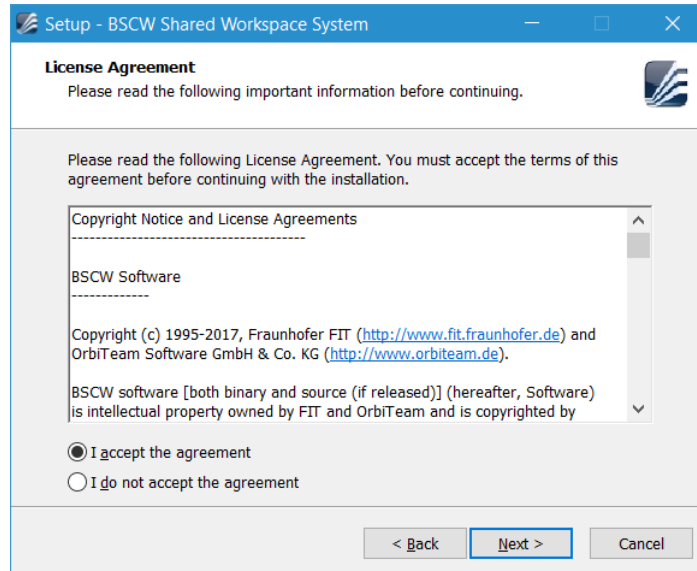 Setup - BSCW Shared Workspace System
License Agreement
Please read the following important information before continuing.
Please read the following License Agreement. You must accept the terms of this
agreement before continuing with the installation.
Copyright Notice and License Agreements
---------------------------------------
BSCW Software
-------------
Copyright (c) 1995-2017, Fraunhofer FIT (http://www.fit.fraunhofer.de) and
OrbiTeam Software GmbH & Co. KG (http://www.orbiteam.de).
BSCW software [both binary and source (if released)] (hereafter, Software)
is intellectual property owned by FIT and OrbiTeam and is copyrighted by
I accept the agreement
I do not accept the agreement
< Back Next > Cancel